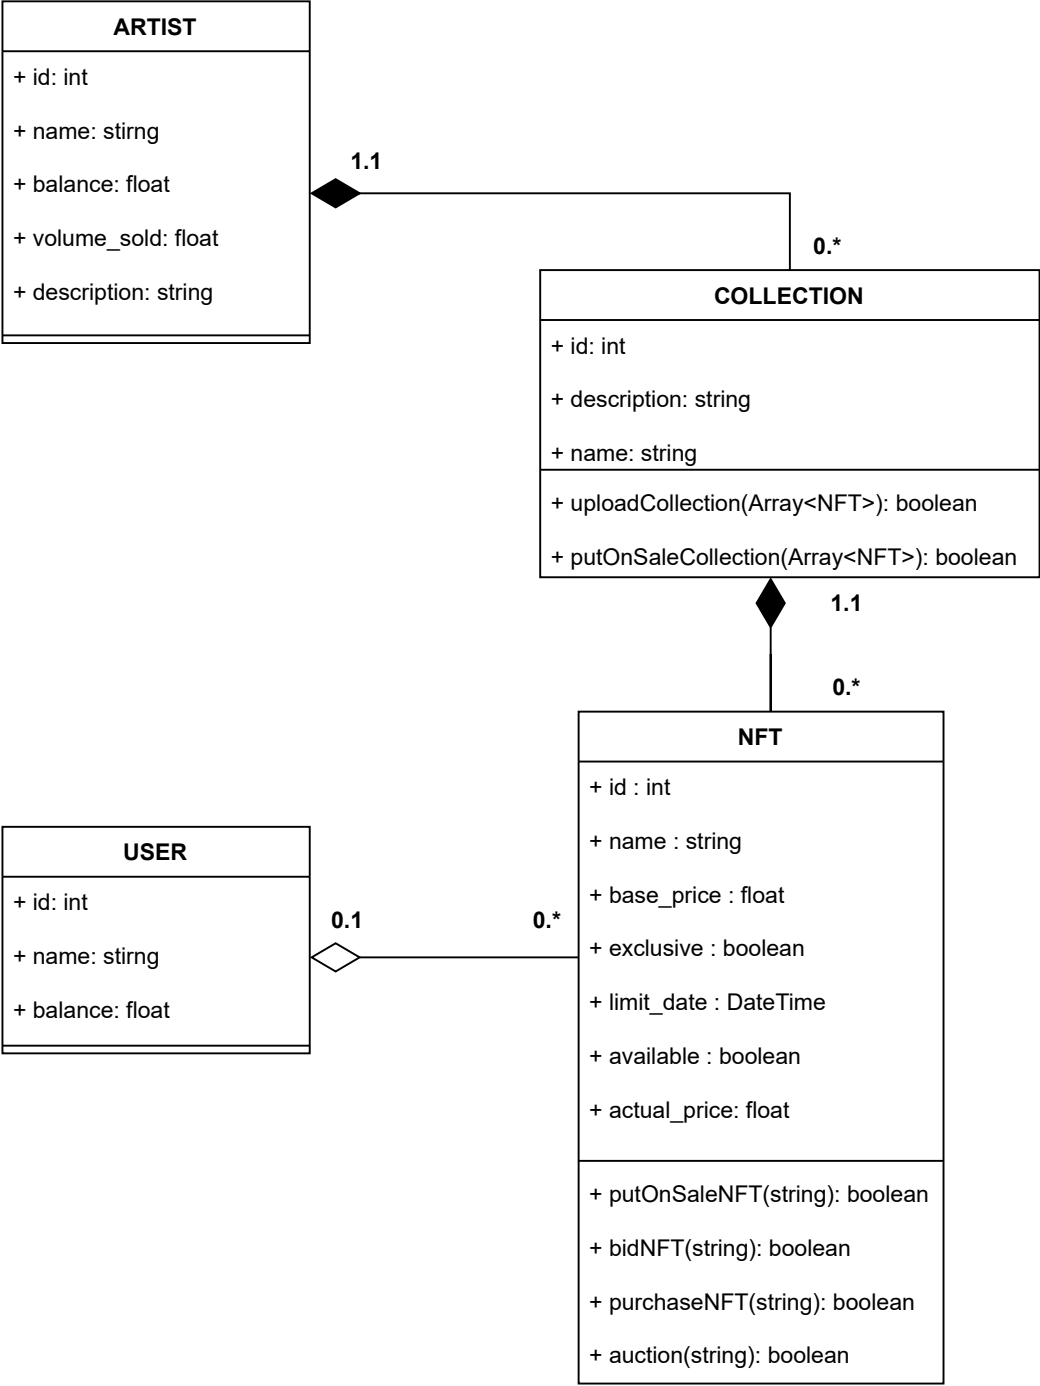 ARTIST
+ id: int
+ name: stirng
+ balance: float
+ volume_sold: float
+ description: string
1.1
0.*
COLLECTION
+ id: int
+ description: string
+ name: string
+ uploadCollection(Array<NFT>): boolean
+ putOnSaleCollection(Array<NFT>): boolean
1.1
0.*
NFT
+ id : int
+ name : string
+ base_price : float
+ exclusive : boolean
+ limit_date : DateTime
+ available : boolean
+ actual_price: float
+ putOnSaleNFT(string): boolean
+ bidNFT(string): boolean
+ purchaseNFT(string): boolean
+ auction(string): boolean
USER
+ id: int
+ name: stirng
+ balance: float
0.1
0.*